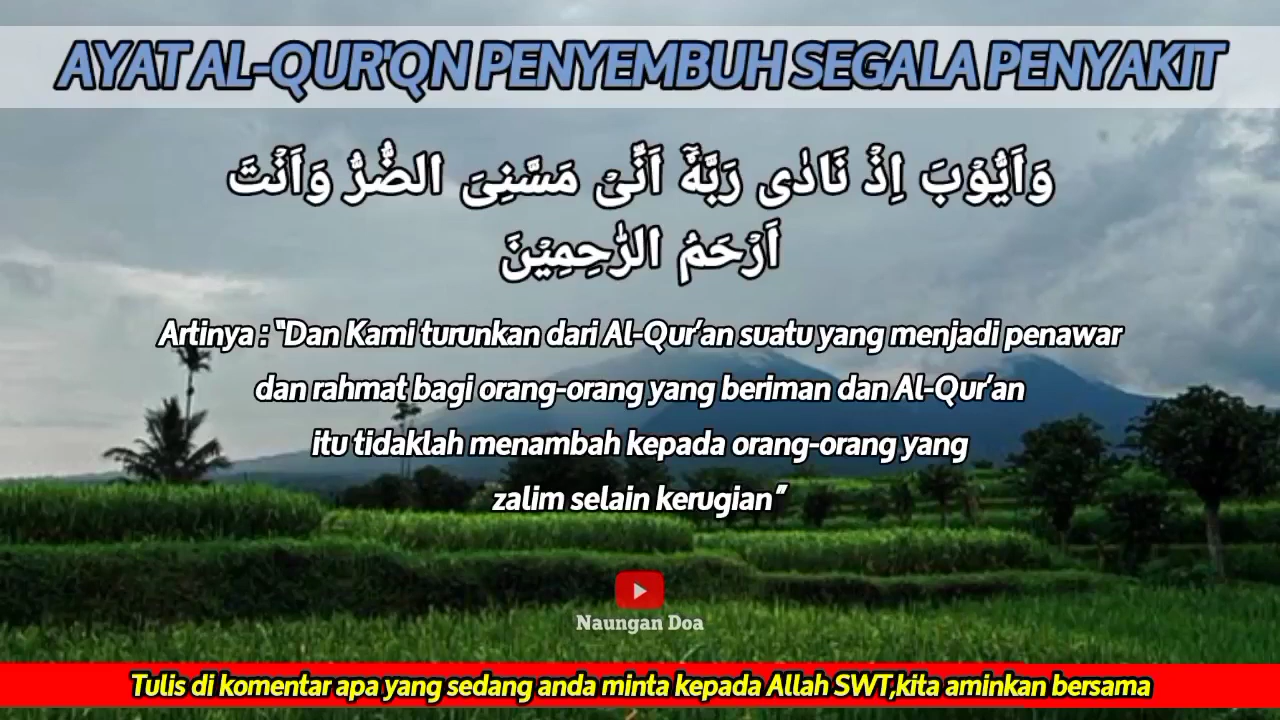 AYAT AL-QUR'QN PENYEMBUH SEGALA PENYAKIT
وَاَيُّوْبَ اِذْ نَادٰى رَبَّهٗٓ اَنِّيْ مَسَّنِيَ الضُّرُّ وَاَنْتَ
اَرْحَمُ الرّٰحِمِيْنَ
Artinya : “Dan Kami turunkan dari Al-Qur’an suatu yang menjadi penawar
dan rahmat bagi orang-orang yang beriman dan Al-Qur’an
itu tidaklah menambah kepada orang-orang yang
zalim selain kerugian”
Naungan Doa
Tulis di komentar apa yang sedang anda minta kepada Allah SWT,kita aminkan bersama